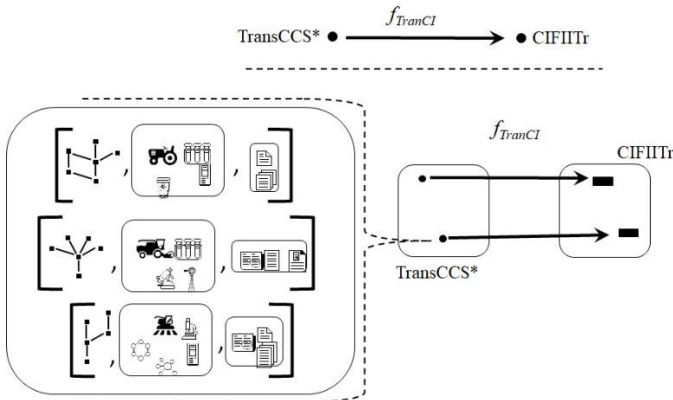 f_TranCI
TransCCS* CIFIITr
f_TranCI
CIFIITr
, ,
, ,
, ,
TransCCS*